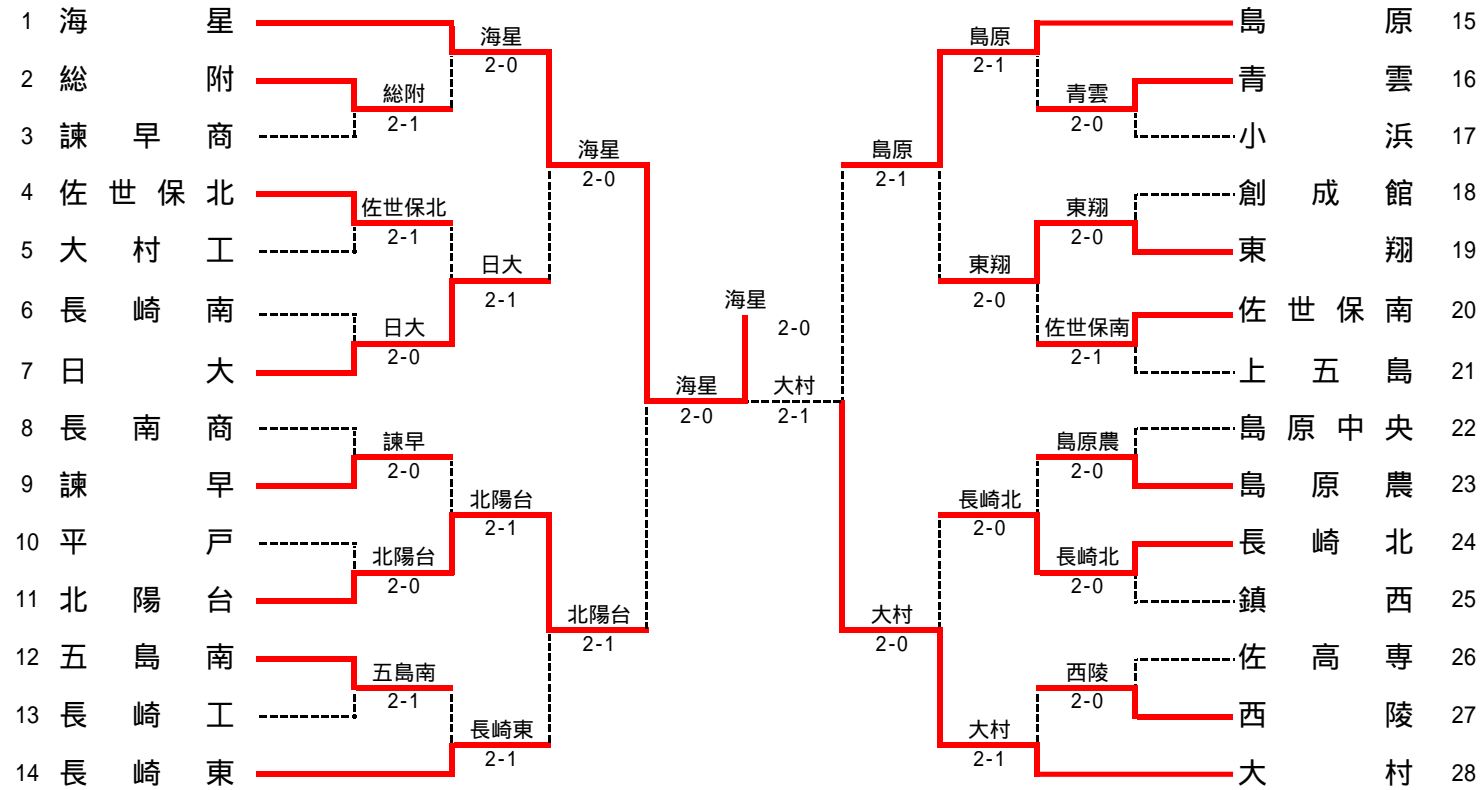 1 海星
2 総附
3 諫早商
4 佐世保北
5 大村工
6 長崎南
7 日大
8 長南商
9 諫早
10 平戸
11 北陽台
12 五島南
13 長崎工
14 長崎東
総附
2-1
佐世保北
2-1
日大
2-0
諫早
2-0
北陽台
2-0
五島南
2-1
海星
2-0
日大
2-1
北陽台
2-1
長崎東
2-1
海星
2-0
北陽台
2-1
海星
2-0
海星
2-0
大村
2-1
島原
2-1
大村
2-0
島原
2-1
東翔
2-0
長崎北
2-0
大村
2-1
青雲
2-0
東翔
2-0
佐世保南
2-1
島原農
2-0
長崎北
2-0
西陵
2-0
島原 15
青雲 16
小浜 17
創成館 18
東翔 19
佐世保南 20
上五島 21
島原中央 22
島原農 23
長崎北 24
鎮西 25
佐高専 26
西陵 27
大村 28